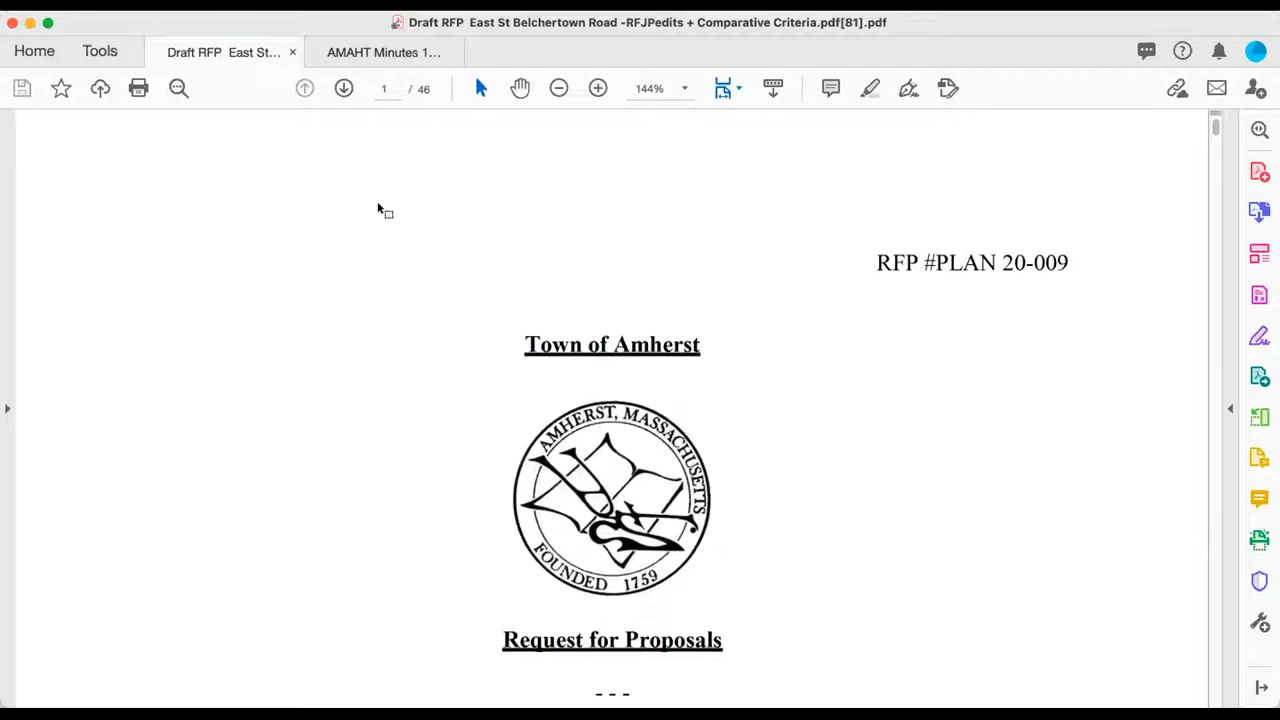 Draft RFP East St Belchertown Road -RFJPedits + Comparative Criteria.pdf[81].pdf
Home Tools Draft RFP East St... × AMAHT Minutes 1...
1 / 46 144%
RFP #PLAN 20-009
Town of Amherst
AMHERST, MASSACHUSETTS
FOUNDED 1759
Request for Proposals
- - -